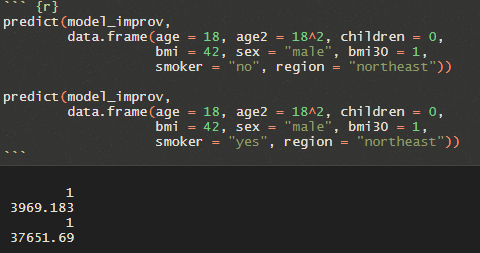 ``` {r}
predict(model_improv,
data.frame(age = 18, age2 = 18^2, children = 0,
bmi = 42, sex = "male", bmi30 = 1,
smoker = "no", region = "northeast"))
predict(model_improv,
data.frame(age = 18, age2 = 18^2, children = 0,
bmi = 42, sex = "male", bmi30 = 1,
smoker = "yes", region = "northeast"))
```
1
3969.183
1
37651.69